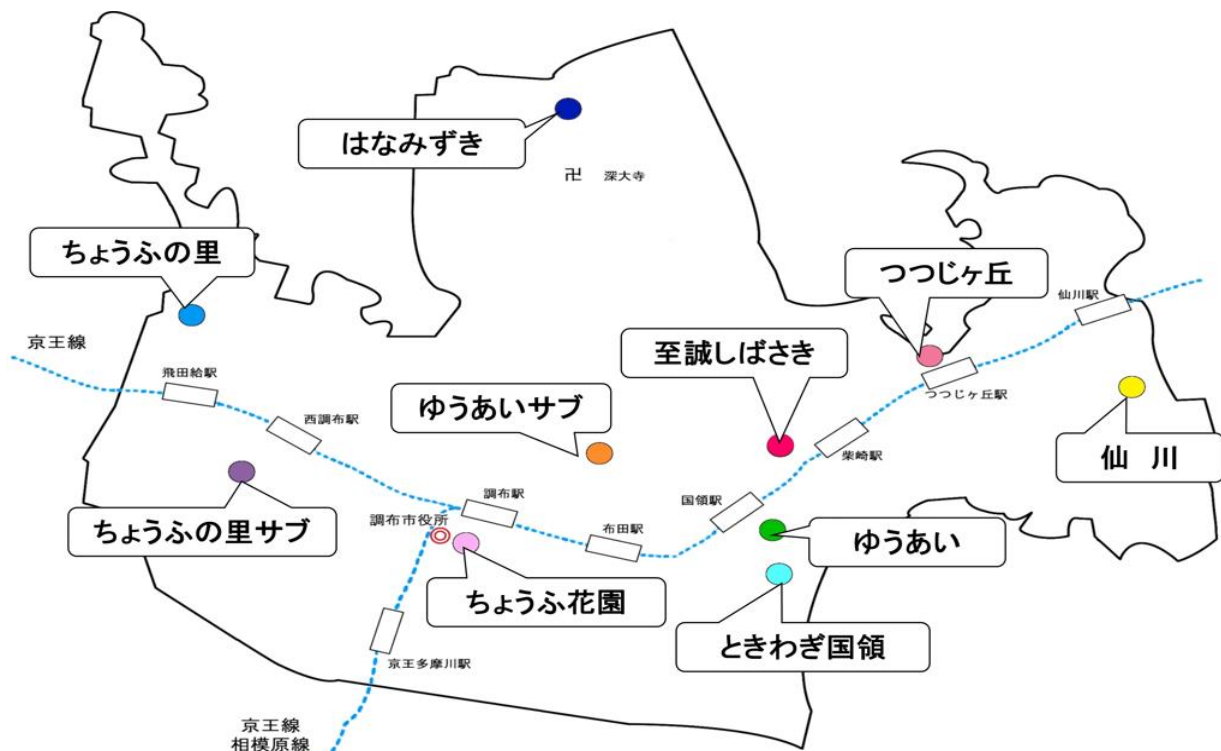 はなみずき
卍 深大寺
ちょうふの里
つつじヶ丘
仙川駅
京王線
至誠しばさき
飛田給駅
ゆうあいサブ
つつじヶ丘駅
西調布駅
柴崎駅
仙 川
国領駅
ちょうふの里サブ
調布駅
調布市役所
布田駅
ゆうあい
ちょうふ花園
ときわぎ国領
京王多摩川駅
京王線
相模原線